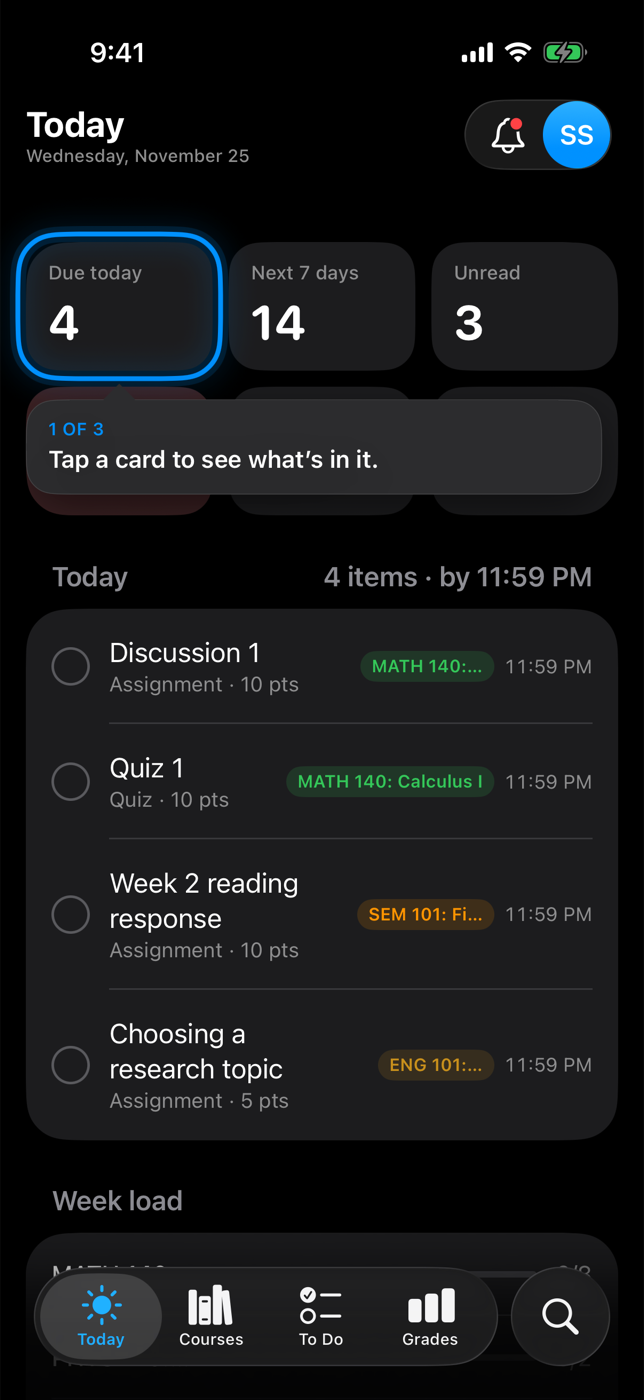 9:41
Today
Wednesday, November 25
SS
Due today
4
Next 7 days
14
Unread
3
1 OF 3
Tap a card to see what’s in it.
Today
4 items · by 11:59 PM
Discussion 1
Assignment · 10 pts
MATH 140:...
11:59 PM
Quiz 1
Quiz · 10 pts
MATH 140: Calculus I
11:59 PM
Week 2 reading
response
Assignment · 10 pts
SEM 101: Fi...
11:59 PM
Choosing a
research topic
Assignment · 5 pts
ENG 101:...
11:59 PM
Week load
Today
Courses
To Do
Grades